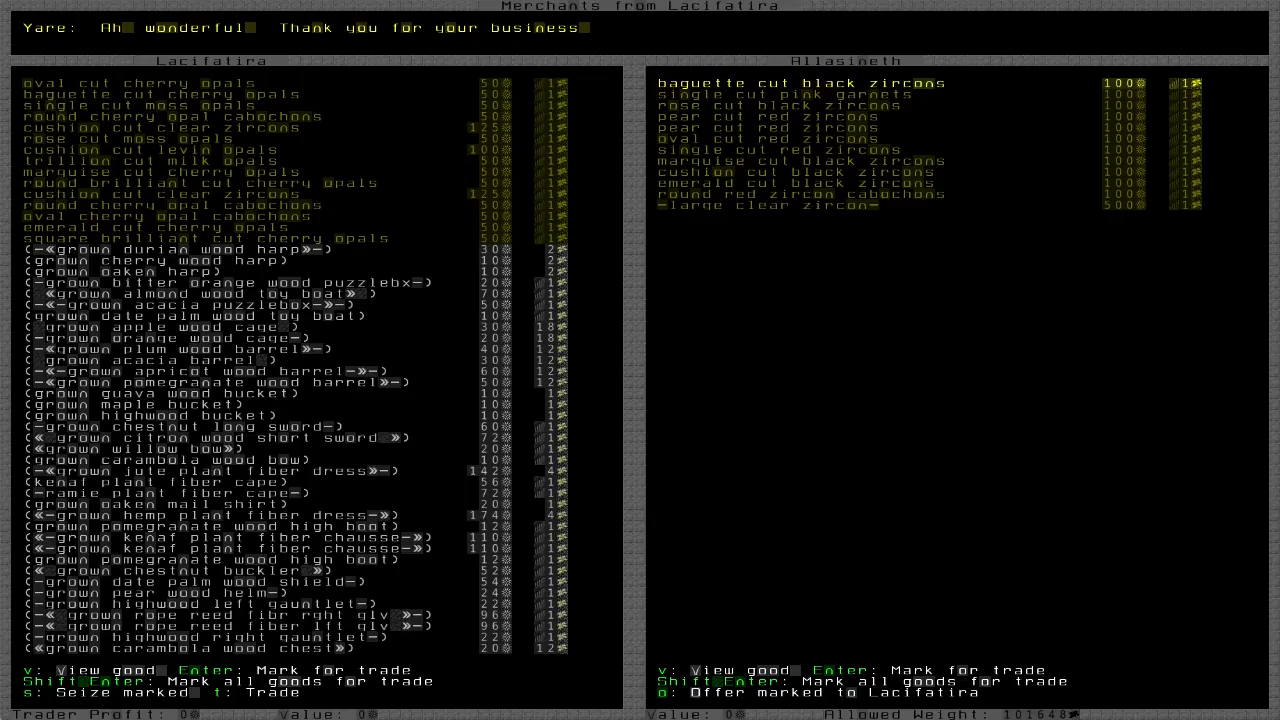 Merchants from Lacifatira
Yare: Ah wonderful Thank you for your business
Lacifatira
oval cut cherry opals 50☼ 1
baguette cut cherry opals 50☼ 1
single cut moss opals 50☼ 1
round cherry opal cabochons 50☼ 1
cushion cut clear zircons 125☼ 1
rose cut moss opals 50☼ 1
cushion cut levin opals 100☼ 1
trillion cut milk opals 50☼ 1
marquise cut cherry opals 50☼ 1
round brilliant cut cherry opals 50☼ 1
cushion cut clear zircons 125☼ 1
round cherry opal cabochons 50☼ 1
oval cherry opal cabochons 50☼ 1
emerald cut cherry opals 50☼ 1
square brilliant cut cherry opals 50☼ 1
(-«grown durian wood harp»-) 30☼ 2
(grown cherry wood harp) 10☼ 2
(grown oaken harp) 10☼ 2
(-grown bitter orange wood puzzlebx-) 20☼ 1
(«grown almond wood toy boat») 70☼ 1
(-«-grown acacia puzzlebox-»-) 50☼ 1
(grown date palm wood toy boat) 10☼ 1
(grown apple wood cage) 30☼ 18
(-grown orange wood cage-) 20☼ 18
(-«grown plum wood barrel»-) 40☼ 12
(grown acacia barrel) 30☼ 12
(-«-grown apricot wood barrel-»-) 60☼ 12
(-«grown pomegranate wood barrel»-) 50☼ 12
(grown guava wood bucket) 10☼ 1
(grown maple bucket) 10☼ 1
(grown highwood bucket) 10☼ 1
(-grown chestnut long sword-) 60☼ 1
(«grown citron wood short sword») 72☼ 1
(«grown willow bow») 20☼ 1
(grown carambola wood bow) 10☼ 1
(-«grown jute plant fiber dress»-) 142☼ 4
(kenaf plant fiber cape) 56☼ 1
(-ramie plant fiber cape-) 72☼ 1
(grown oaken mail shirt) 20☼ 1
(«-grown hemp plant fiber dress-») 174☼ 4
(grown pomegranate wood high boot) 12☼ 1
(«-grown kenaf plant fiber chausse-») 110☼ 1
(«-grown kenaf plant fiber chausse-») 110☼ 1
(grown pomegranate wood high boot) 12☼ 1
(«grown chestnut buckler») 52☼ 1
(-grown date palm wood shield-) 54☼ 1
(-grown pear wood helm-) 24☼ 1
(-grown highwood left gauntlet-) 22☼ 1
(-«grown rope reed fiber rght glv»-) 96☼ 1
(-«grown rope reed fiber left glv»-) 96☼ 1
(-grown highwood right gauntlet-) 22☼ 1
(«grown carambola wood chest») 20☼ 12
v: View good Enter: Mark for trade
Shift Enter: Mark all goods for trade
s: Seize marked t: Trade
Trader Profit: 0☼ Value: 0☼
Allasineth
baguette cut black zircons 100☼ 1
single cut pink garnets 100☼ 1
rose cut black zircons 100☼ 1
pear cut red zircons 100☼ 1
pear cut red zircons 100☼ 1
oval cut red zircons 100☼ 1
single cut red zircons 100☼ 1
marquise cut black zircons 100☼ 1
cushion cut black zircons 100☼ 1
emerald cut black zircons 100☼ 1
round red zircon cabochons 100☼ 1
-large clear zircon- 500☼ 1
v: View good Enter: Mark for trade
Shift Enter: Mark all goods for trade
o: Offer marked to Lacifatira
Value: 0☼ Allowed Weight: 101648